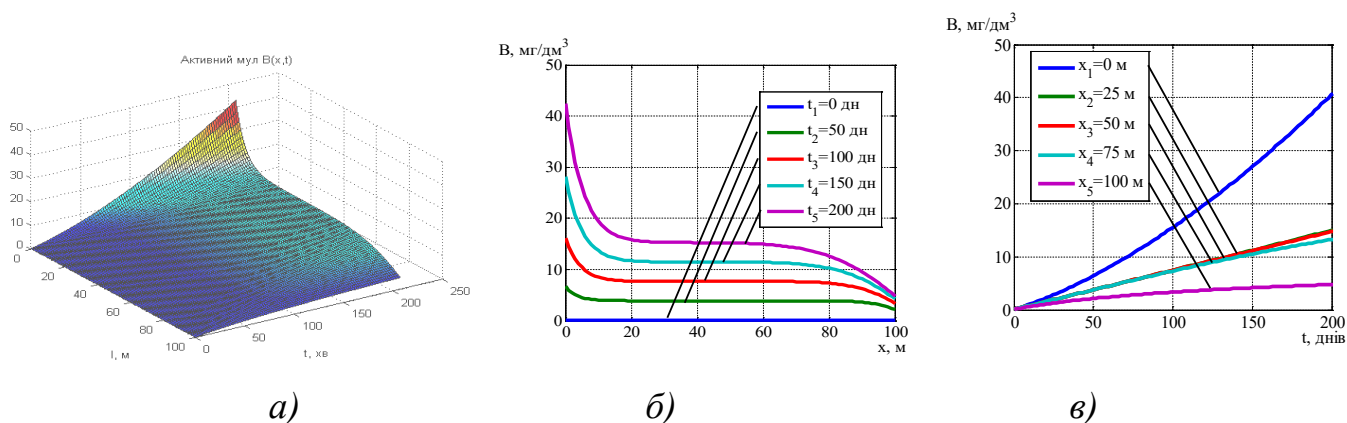 Активний мул B(x,t)
50
40
30
20
10
0
0
20
40
60
80
100
l, м
0
50
100
150
200
250
t, хв
а)
B, мг/дм³
50
40
30
20
10
0
0
20
40
60
80
100
x, м
t₁=0 дн
t₂=50 дн
t₃=100 дн
t₄=150 дн
t₅=200 дн
б)
B, мг/дм³
50
40
30
20
10
0
0
50
100
150
200
t, днів
x₁=0 м
x₂=25 м
x₃=50 м
x₄=75 м
x₅=100 м
в)